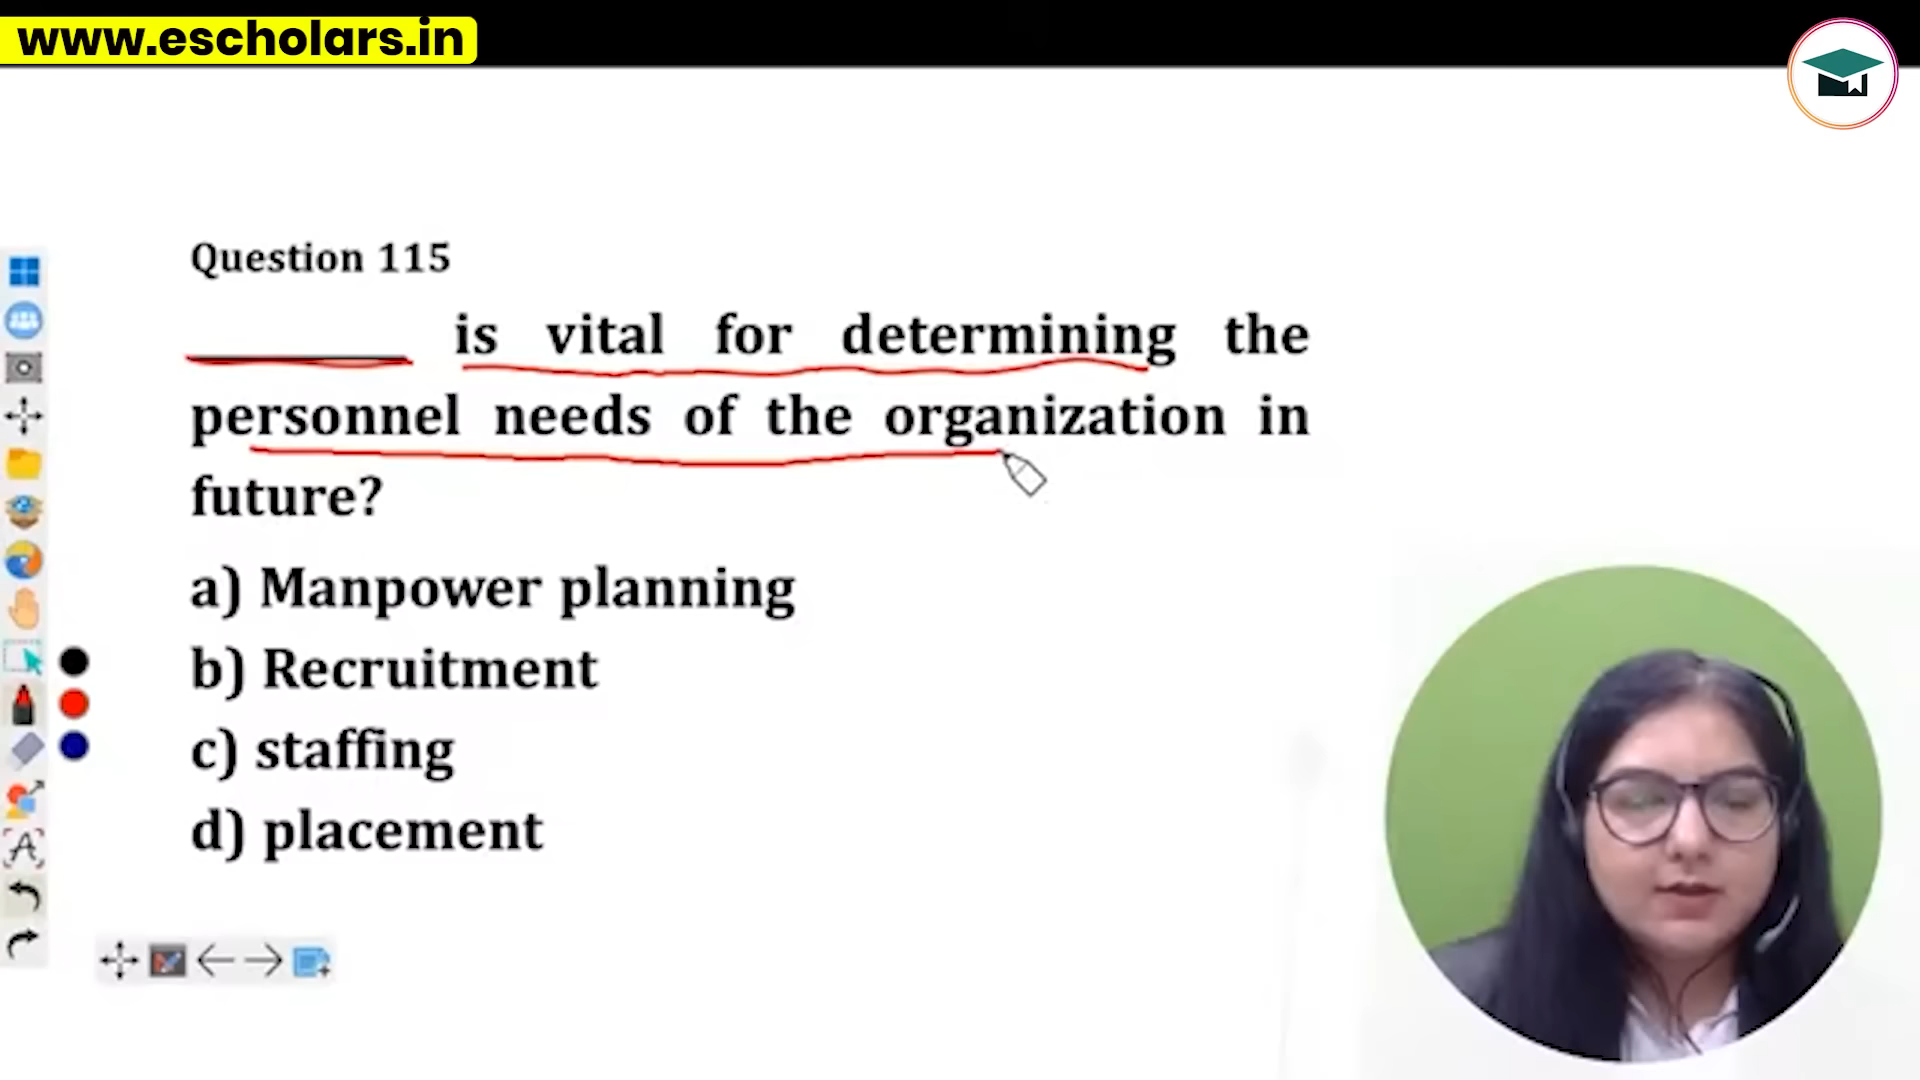 www.escholars.in
Question 115
________ is vital for determining the
personnel needs of the organization in
future?
a) Manpower planning
b) Recruitment
c) staffing
d) placement